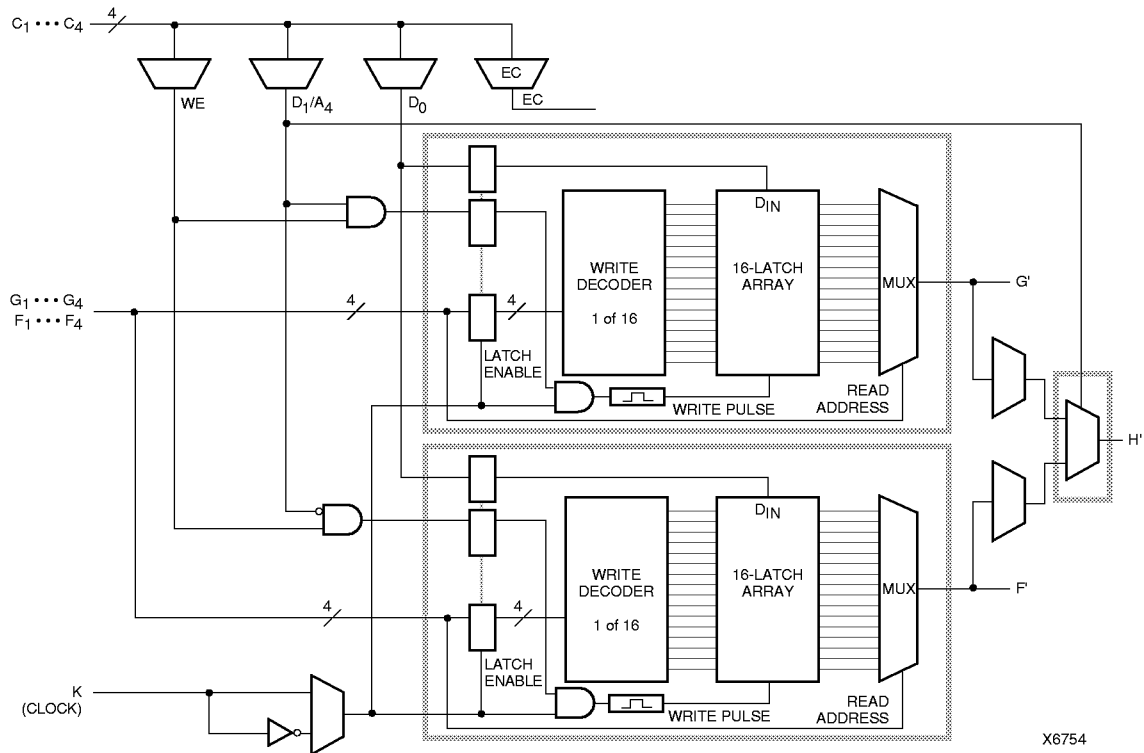 C1 ••• C4
4
EC
WE
D1/A4
D0
EC
DIN
WRITE
DECODER
1 of 16
16-LATCH
ARRAY
MUX
G'
G1 ••• G4
F1 ••• F4
4
4
LATCH
ENABLE
WRITE PULSE
READ
ADDRESS
H'
DIN
WRITE
DECODER
1 of 16
16-LATCH
ARRAY
MUX
F'
4
4
LATCH
ENABLE
K
(CLOCK)
WRITE PULSE
READ
ADDRESS
X6754